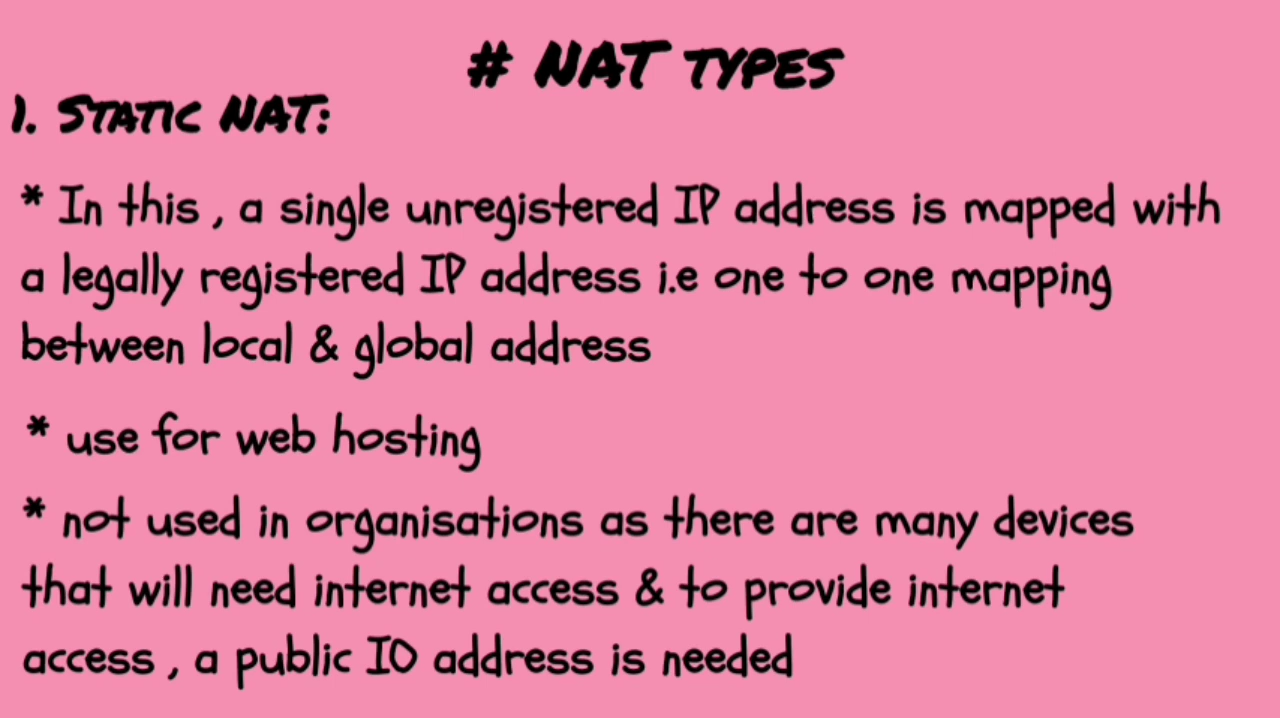 # NAT TYPES
1. STATIC NAT:
* In this , a single unregistered IP address is mapped with
a legally registered IP address i.e one to one mapping
between local & global address
* use for web hosting
* not used in organisations as there are many devices
that will need internet access & to provide internet
access , a public IO address is needed